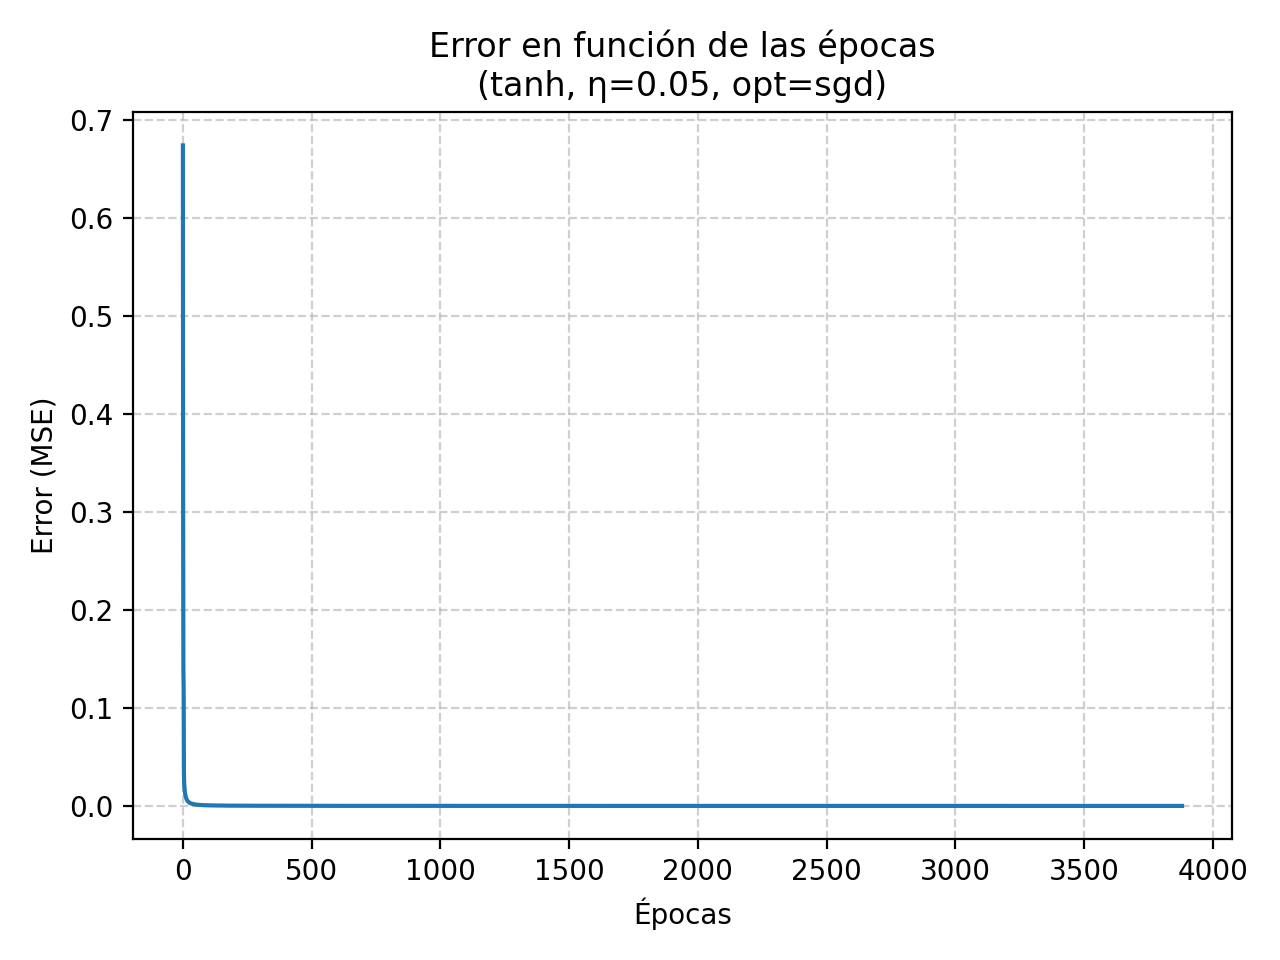 Error en función de las épocas
(tanh, η=0.05, opt=sgd)
0.7
0.6
0.5
0.4
0.3
0.2
0.1
0.0
Error (MSE)
0 500 1000 1500 2000 2500 3000 3500 4000
Épocas